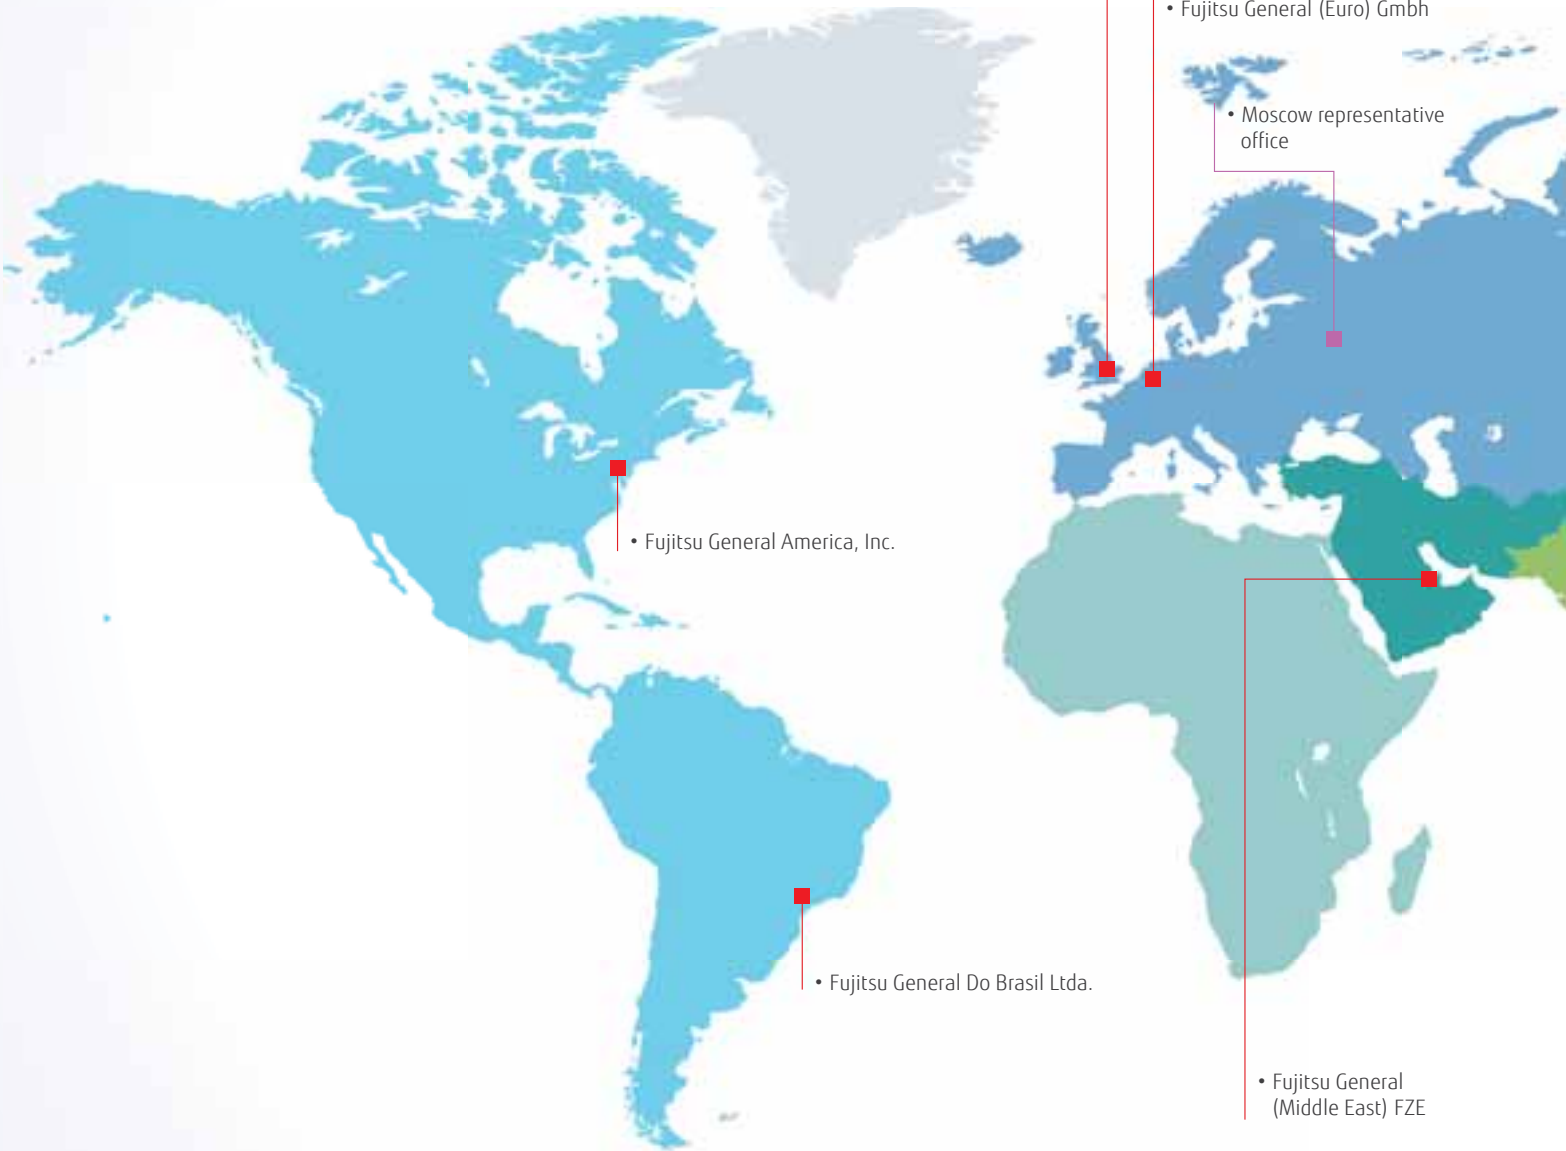 • Fujitsu General (Euro) Gmbh
• Moscow representative
office
• Fujitsu General America, Inc.
• Fujitsu General Do Brasil Ltda.
• Fujitsu General
(Middle East) FZE